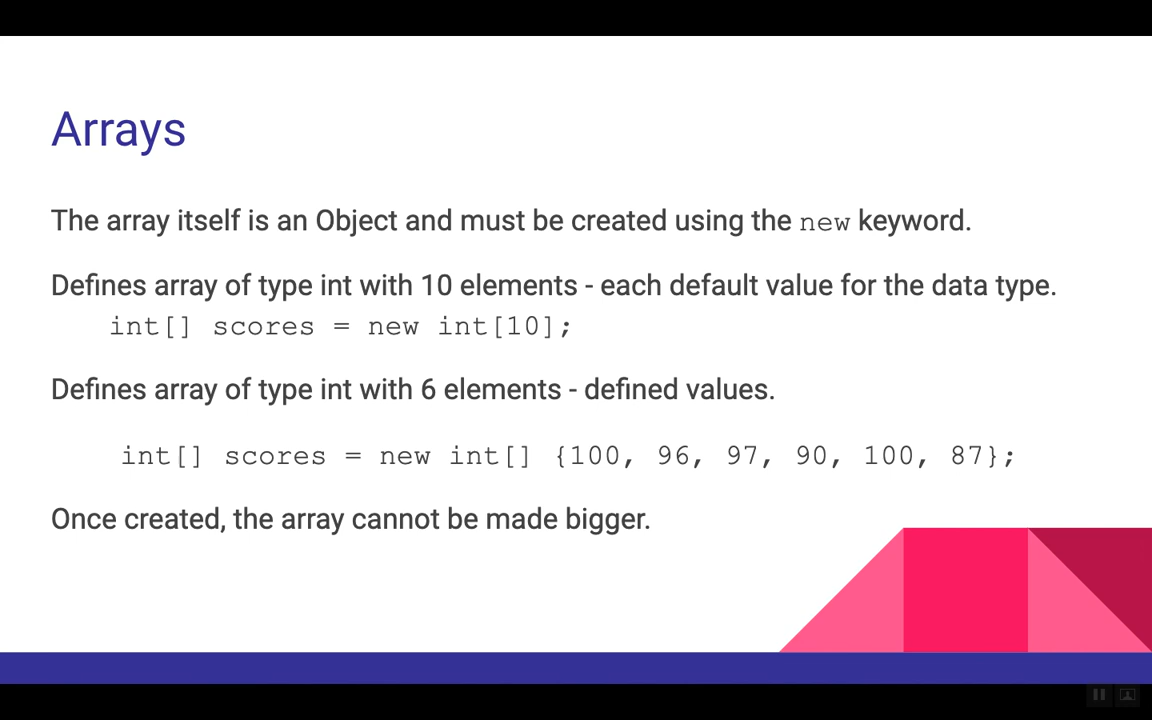 Arrays
The array itself is an Object and must be created using the new keyword.
Defines array of type int with 10 elements - each default value for the data type.
int[] scores = new int[10];
Defines array of type int with 6 elements - defined values.
int[] scores = new int[] {100, 96, 97, 90, 100, 87};
Once created, the array cannot be made bigger.